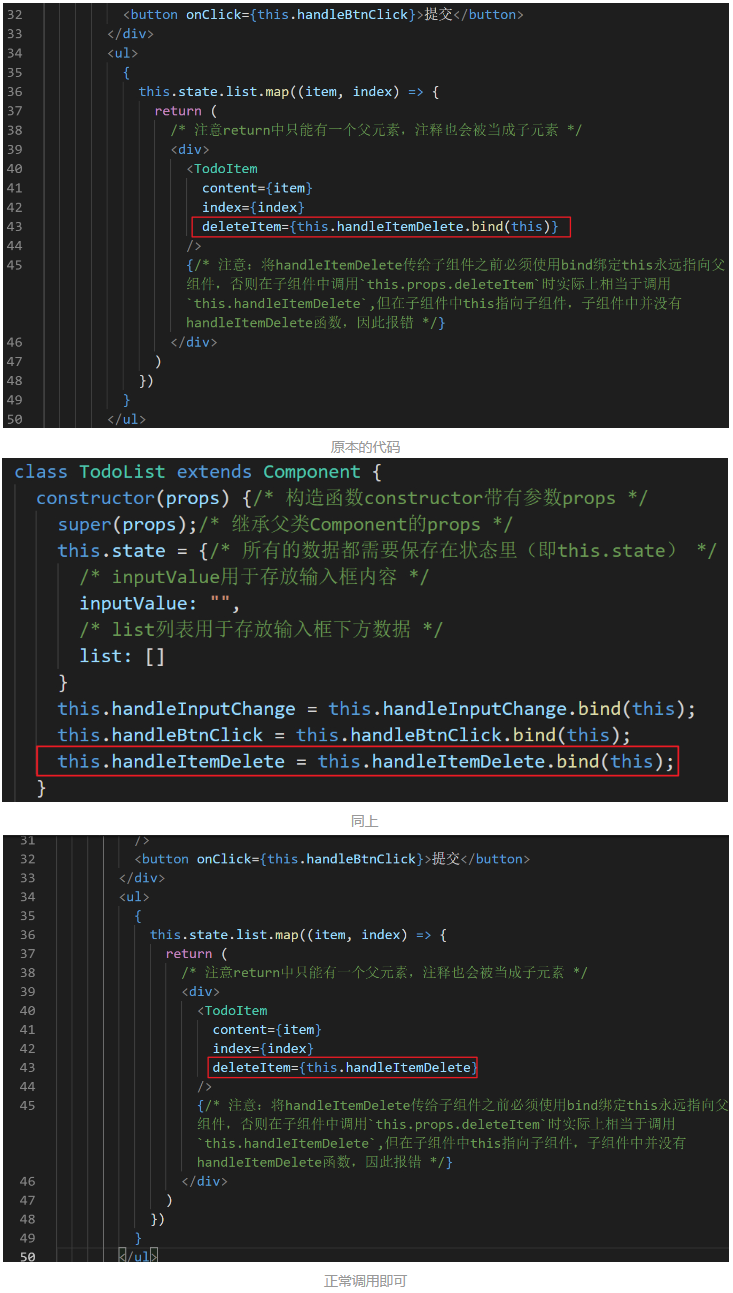 32 <button onClick={this.handleBtnClick}>提交</button>
33 </div>
34 <ul>
35 {
36 this.state.list.map((item, index) => {
37 return (
38 /* 注意return中只能有一个父元素，注释也会被当成子元素 */
39 <div>
40 <TodoItem
41 content={item}
42 index={index}
43 deleteItem={this.handleItemDelete.bind(this)}
44 />
45 {/* 注意：将handleItemDelete传给子组件之前必须使用bind绑定this永远指向父
组件，否则在子组件中调用`this.props.deleteItem`时实际上相当于调用
`this.handleItemDelete`,但在子组件中this指向子组件，子组件中并没有
handleItemDelete函数，因此报错 */}
46 </div>
47 )
48 })
49 }
50 </ul>
原本的代码
class TodoList extends Component {
constructor(props) {/* 构造函数constructor带有参数props */
super(props);/* 继承父类Component的props */
this.state = {/* 所有的数据都需要保存在状态里（即this.state） */
/* inputValue用于存放输入框内容 */
inputValue: "",
/* list列表用于存放输入框下方数据 */
list: []
}
this.handleInputChange = this.handleInputChange.bind(this);
this.handleBtnClick = this.handleBtnClick.bind(this);
this.handleItemDelete = this.handleItemDelete.bind(this);
}
同上
31 />
32 <button onClick={this.handleBtnClick}>提交</button>
33 </div>
34 <ul>
35 {
36 this.state.list.map((item, index) => {
37 return (
38 /* 注意return中只能有一个父元素，注释也会被当成子元素 */
39 <div>
40 <TodoItem
41 content={item}
42 index={index}
43 deleteItem={this.handleItemDelete}
44 />
45 {/* 注意：将handleItemDelete传给子组件之前必须使用bind绑定this永远指向父
组件，否则在子组件中调用`this.props.deleteItem`时实际上相当于调用
`this.handleItemDelete`,但在子组件中this指向子组件，子组件中并没有
handleItemDelete函数，因此报错 */}
46 </div>
47 )
48 })
49 }
50 </ul>
正常调用即可